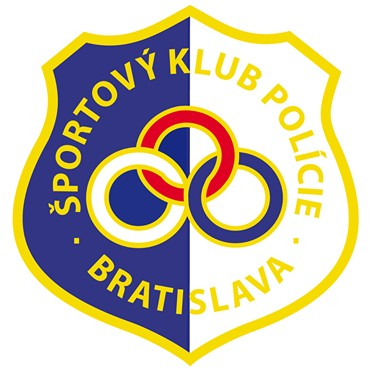 ŠPORTOVÝ KLUB POLÍCIE
· BRATISLAVA ·